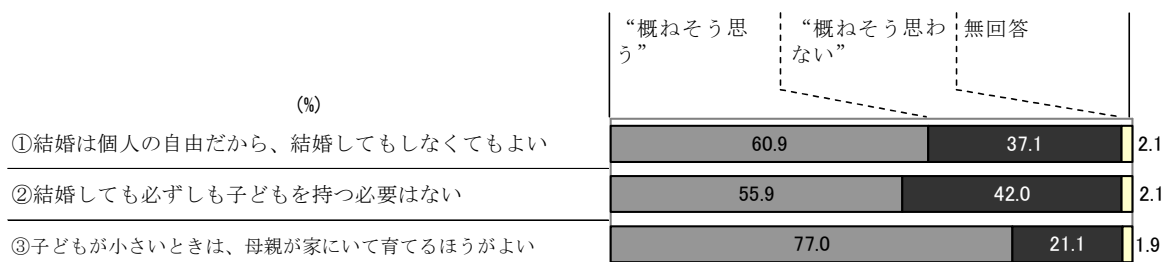 “概ねそう思
う”
“概ねそう思わ
ない”
無回答
(%)
①結婚は個人の自由だから、結婚してもしなくてもよい
60.9
37.1
2.1
②結婚しても必ずしも子どもを持つ必要はない
55.9
42.0
2.1
③子どもが小さいときは、母親が家にいて育てるほうがよい
77.0
21.1
1.9